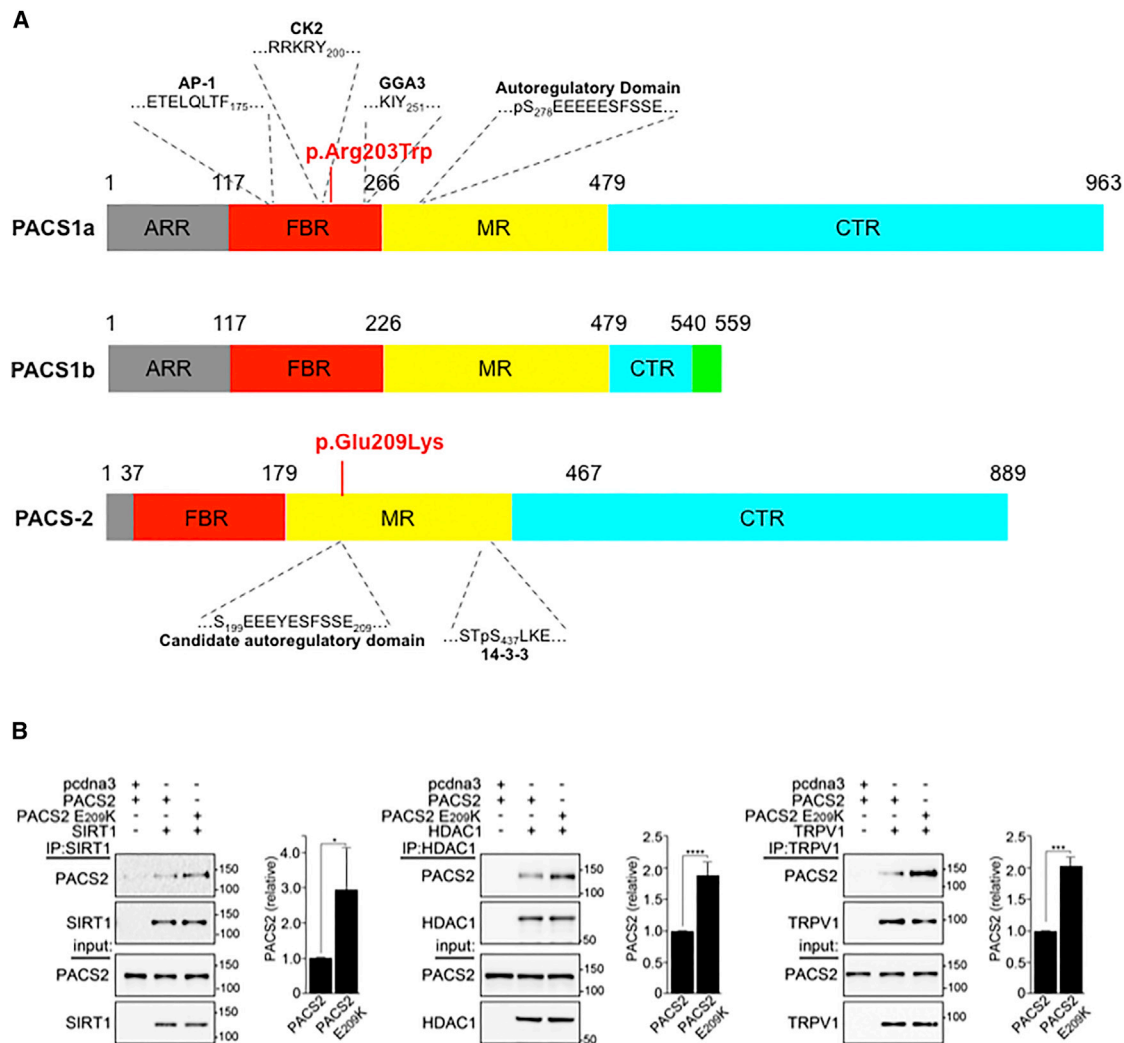 A
CK2
...RRKRY200...
AP-1
...ETELQLTF175...
GGA3
...KIY251...
Autoregulatory Domain
...pS278EEEEESFSSE...
p.Arg203Trp
1 117 266 479 963
PACS1a ARR FBR MR CTR
1 117 226 479 540 559
PACS1b ARR FBR MR CTR
p.Glu209Lys
1 37 179 467 889
PACS-2 FBR MR CTR
...S199EEEYESFSSE209...
Candidate autoregulatory domain
...STpS437LKE...
14-3-3
B
pcdna3 + - -
PACS2 + + -
PACS2 E209K - - +
SIRT1 - + +
IP:SIRT1
PACS2 150 100
SIRT1 150 100
input:
PACS2 150 100
SIRT1 150 100
PACS2 (relative)
4.0
3.0
2.0
1.0
0
*
PACS2
PACS2 E209K
pcdna3 + - -
PACS2 + + -
PACS2 E209K - - +
HDAC1 - + +
IP:HDAC1
PACS2 150 100
HDAC1 50
input:
PACS2 150 100
HDAC1 50
PACS2 (relative)
2.5
2.0
1.5
1.0
0.5
0
****
PACS2
PACS2 E209K
pcdna3 + - -
PACS2 + + -
PACS2 E209K - - +
TRPV1 - + +
IP:TRPV1
PACS2 150 100
TRPV1 100
input:
PACS2 150 100
TRPV1 100
PACS2 (relative)
2.5
2.0
1.5
1.0
0.5
0
***
PACS2
PACS2 E209K